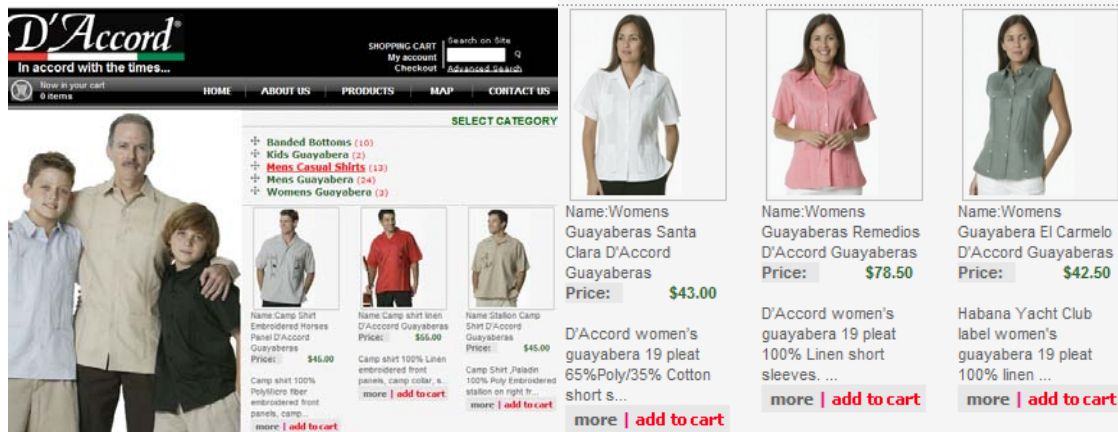 D'Accord®
In accord with the times...
SHOPPING CART
My account
Checkout
Search on Site
Advanced Search
Now in your cart
0 items
HOME
ABOUT US
PRODUCTS
MAP
CONTACT US
SELECT CATEGORY
Banded Bottoms (10)
Kids Guayabera (2)
Mens Casual Shirts (13)
Mens Guayabera (24)
Womens Guayabera (3)
Name:Camp Shirt
Embroidered Horses
Panel D'Accord
Guayaberas
Price: $45.00
Camp shirt 100%
Polymicro fiber
embroidered front
panels, camp...
more | add to cart
Name:Camp shirt linen
D'Acccord Guayaberas
Price: $55.00
Camp shirt 100% Linen
embroidered front
panels, camp collar, s...
more | add to cart
Name:Stallion Camp
Shirt D'Accord
Guayaberas
Price: $45.00
Camp Shirt ,Paladin
100% Poly Embroidered
stallion on right fr...
more | add to cart
Name:Womens
Guayaberas Santa
Clara D'Accord
Guayaberas
Price: $43.00
D'Accord women's
guayabera 19 pleat
65%Poly/35% Cotton
short s...
more | add to cart
Name:Womens
Guayaberas Remedios
D'Accord Guayaberas
Price: $78.50
D'Accord women's
guayabera 19 pleat
100% Linen short
sleeves. ...
more | add to cart
Name:Womens
Guayabera El Carmelo
D'Accord Guayaberas
Price: $42.50
Habana Yacht Club
label women's
guayabera 19 pleat
100% linen ...
more | add to cart